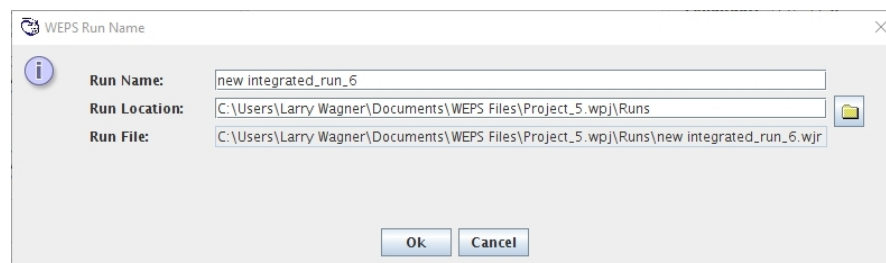 WEPS Run Name
Run Name: new integrated_run_6
Run Location: C:\Users\Larry Wagner\Documents\WEPS Files\Project_5.wpj\Runs
Run File: C:\Users\Larry Wagner\Documents\WEPS Files\Project_5.wpj\Runs\new integrated_run_6.wjr
Ok Cancel